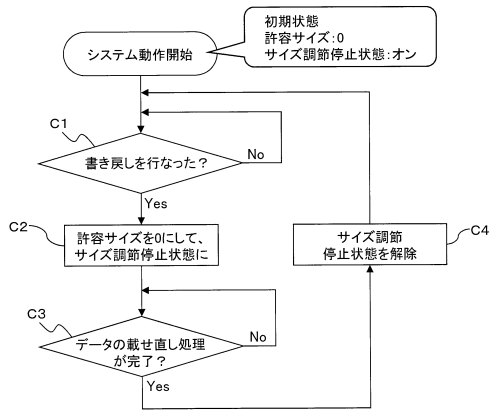 初期状態
許容サイズ:0
サイズ調節停止状態:オン
システム動作開始
C1
書き戻しを行なった?
No
Yes
C2
許容サイズを0にして、
サイズ調節停止状態に
サイズ調節
停止状態を解除
C4
C3
データの載せ直し処理
が完了?
No
Yes